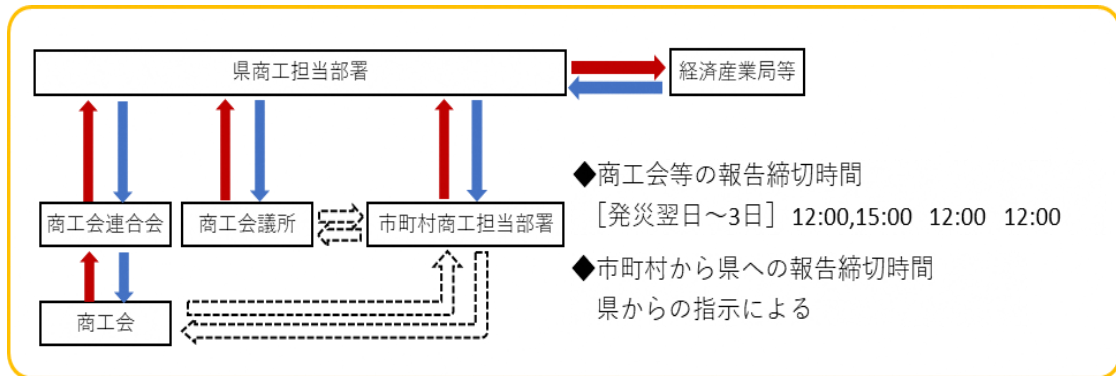 県商工担当部署
経済産業局等
商工会連合会
商工会議所
市町村商工担当部署
商工会
◆商工会等の報告締切時間
［発災翌日～3日］ 12:00,15:00 12:00 12:00
◆市町村から県への報告締切時間
県からの指示による